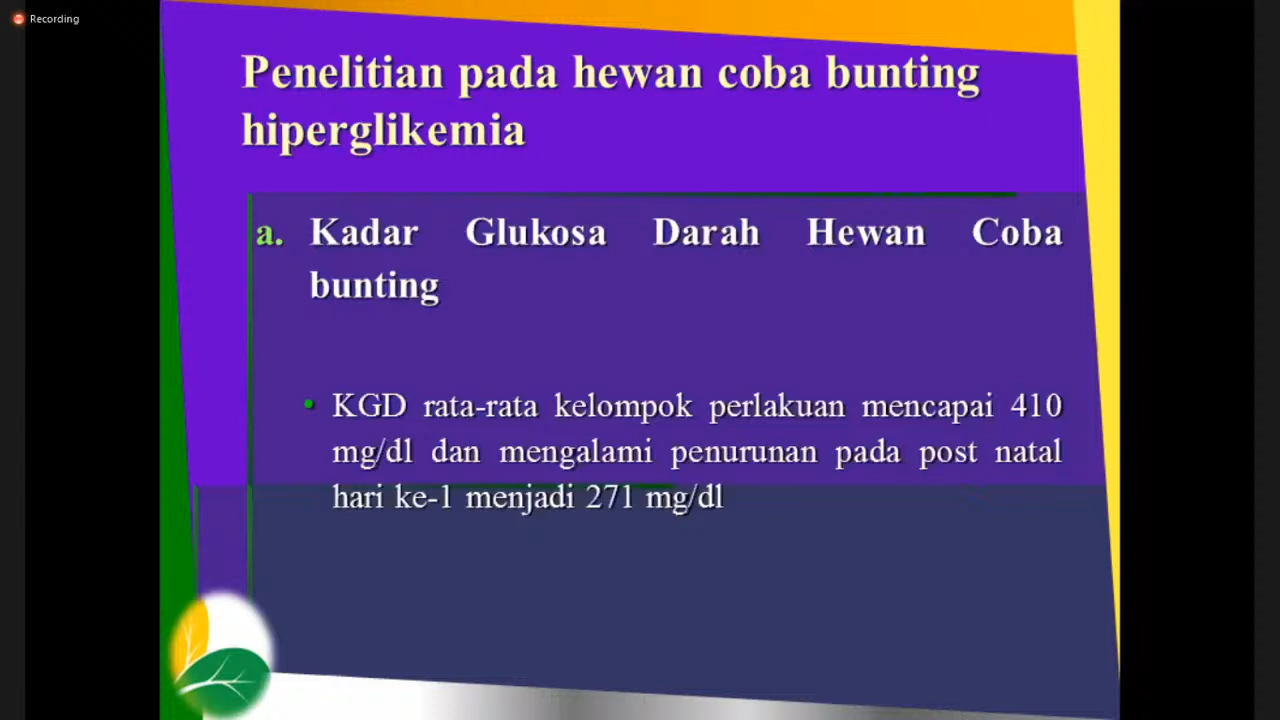 Recording
Penelitian pada hewan coba bunting
hiperglikemia
a. Kadar Glukosa Darah Hewan Coba
bunting
• KGD rata-rata kelompok perlakuan mencapai 410
mg/dl dan mengalami penurunan pada post natal
hari ke-1 menjadi 271 mg/dl